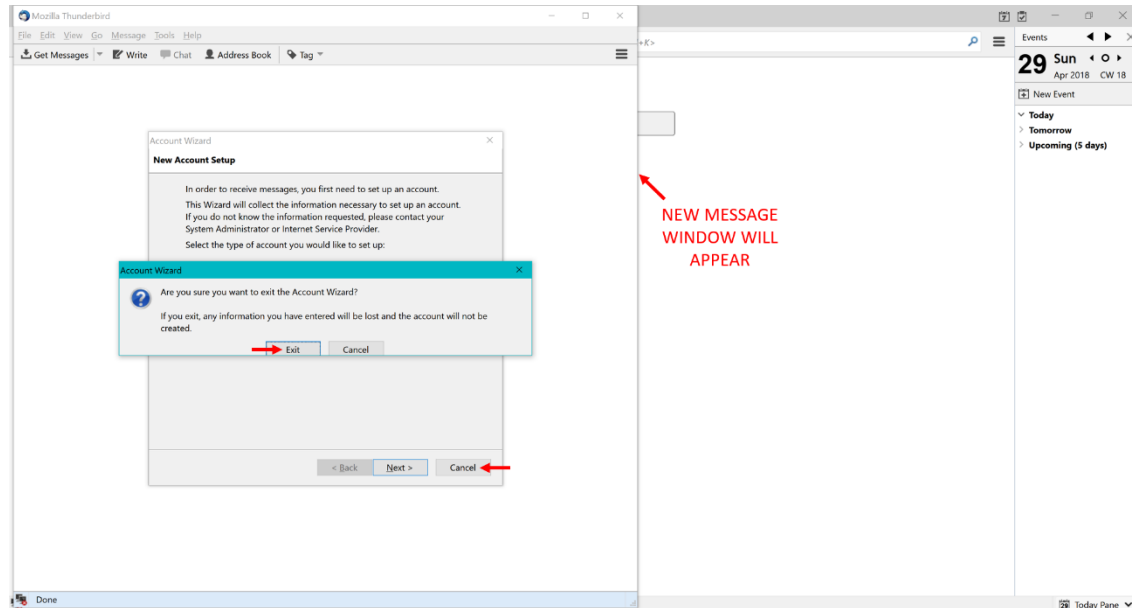 Mozilla Thunderbird
File Edit View Go Message Tools Help
Get Messages Write Chat Address Book Tag
+K>
Events
29 Sun
Apr 2018 CW 18
New Event
Today
Tomorrow
Upcoming (5 days)
Account Wizard
New Account Setup
In order to receive messages, you first need to set up an account.
This Wizard will collect the information necessary to set up an account.
If you do not know the information requested, please contact your
System Administrator or Internet Service Provider.
Select the type of account you would like to set up:
Account Wizard
Are you sure you want to exit the Account Wizard?
If you exit, any information you have entered will be lost and the account will not be
created.
Exit Cancel
< Back Next > Cancel
NEW MESSAGE
WINDOW WILL
APPEAR
Done
29 Today Pane